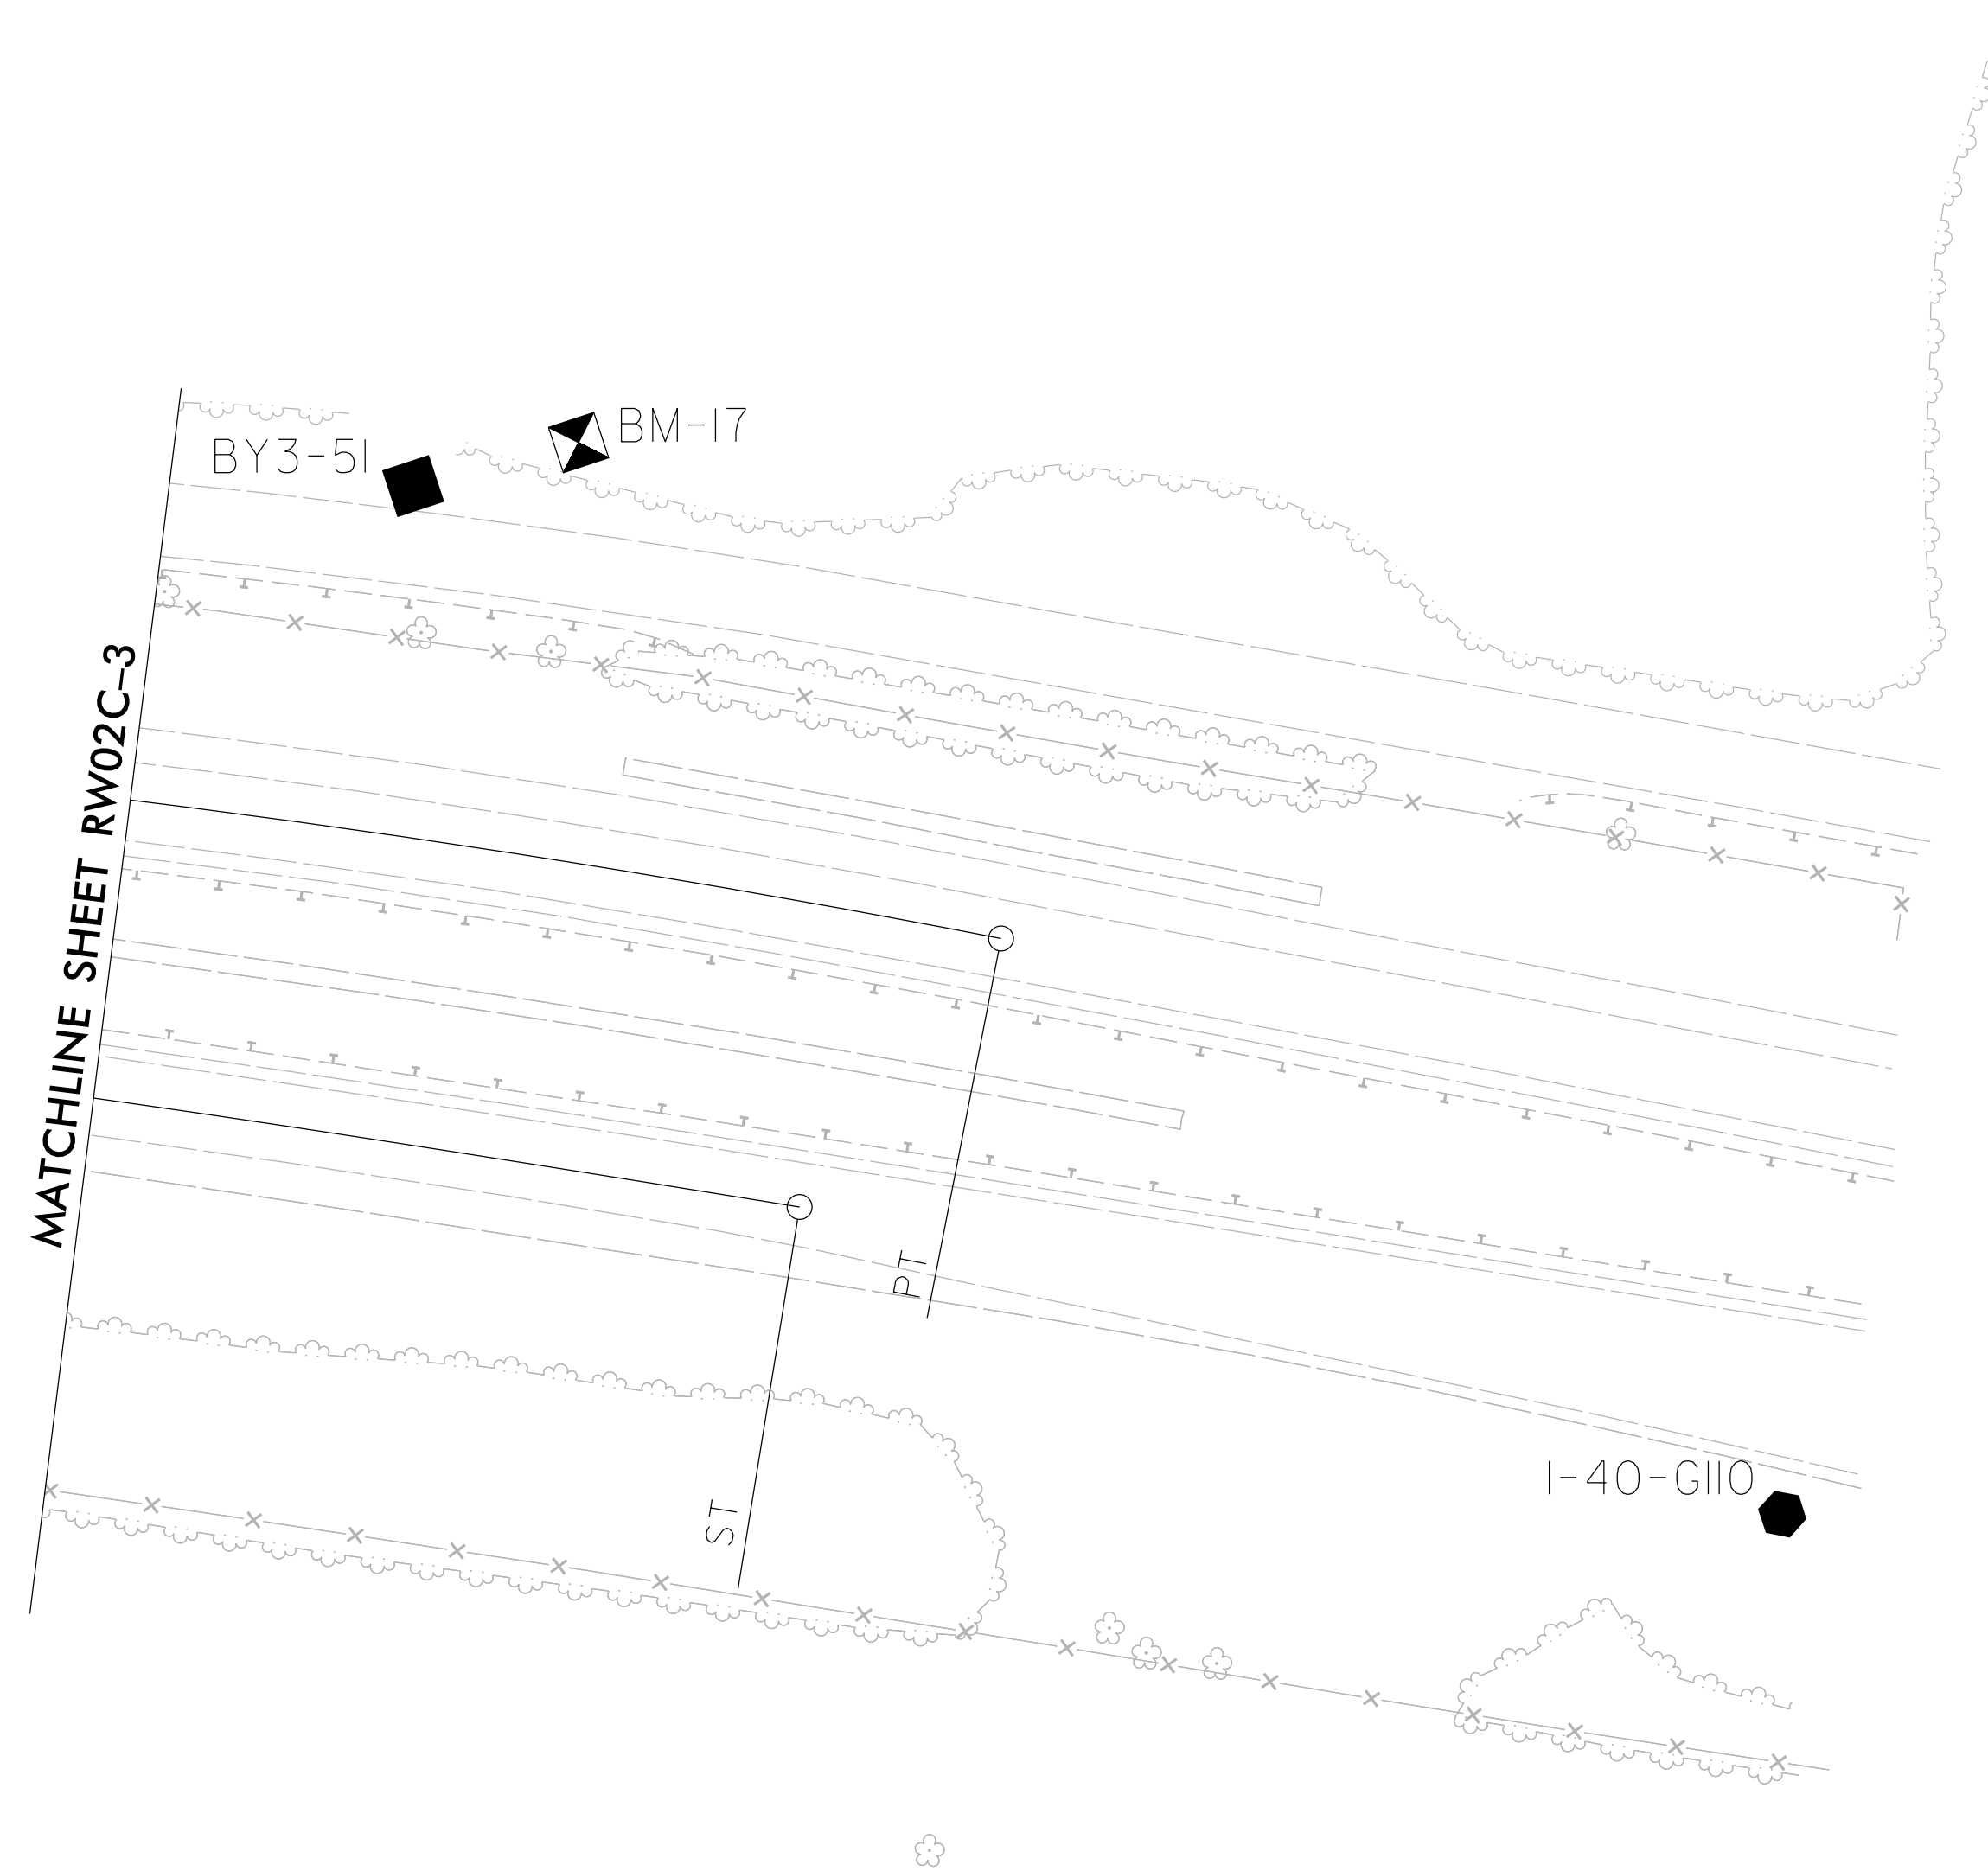 BM-17
BY3-51
MATCHLINE SHEET RW02C-3
PT
ST
I-40-G110